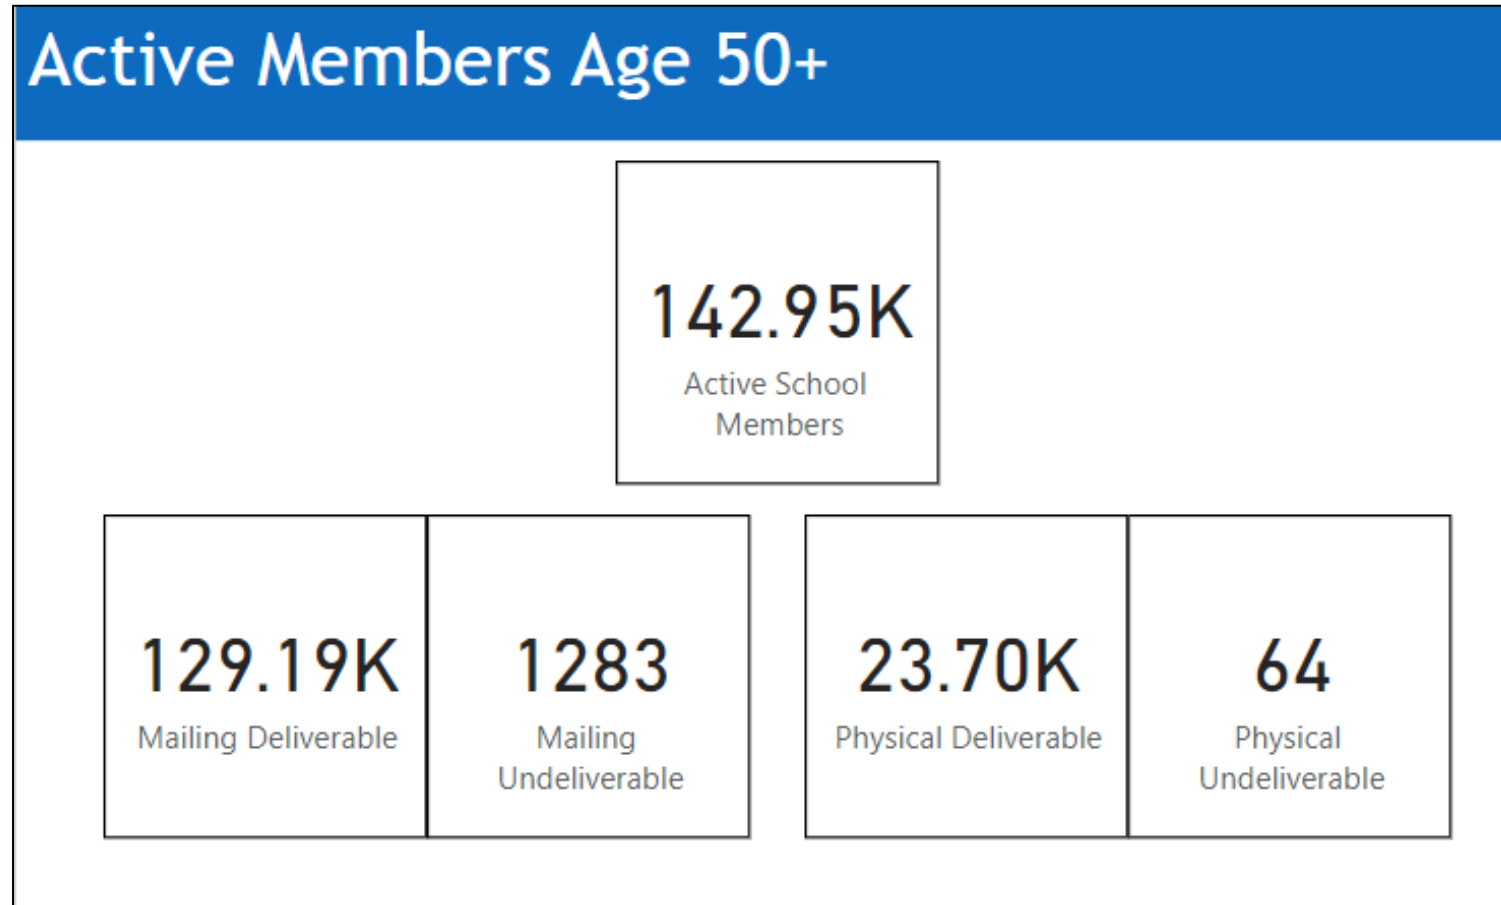 Active Members Age 50+
142.95K
Active School
Members
129.19K
Mailing Deliverable
1283
Mailing
Undeliverable
23.70K
Physical Deliverable
64
Physical
Undeliverable